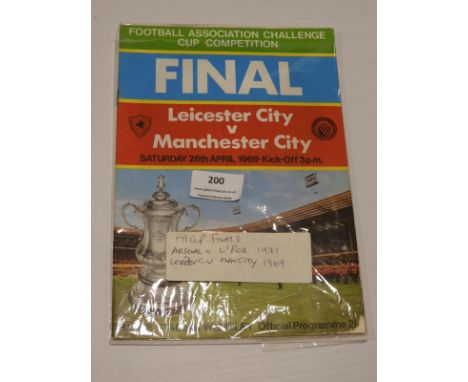 FOOTBALL ASSOCIATION CHALLENGE
CUP COMPETITION
FINAL
Leicester City
v
Manchester City
SATURDAY 26th APRIL 1969-Kick-Off 3p.m.
200
FA CUP FINALS
ARSENAL V L'POOL 1971
LEICESTER V MAN CITY 1969
Official Programme